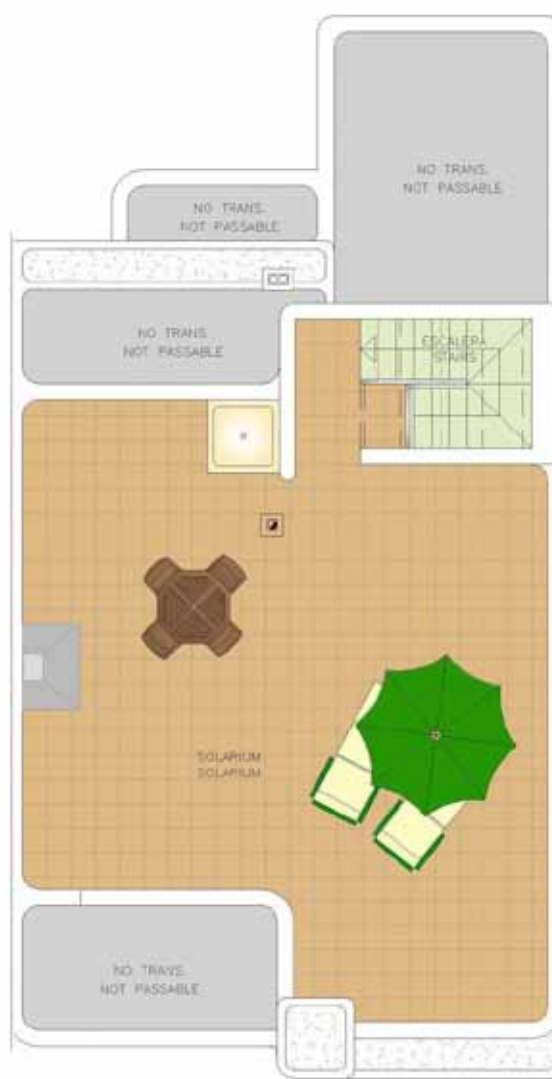 NO TRANS.
NOT PASSABLE
NO TRANS.
NOT PASSABLE
NO TRANS.
NOT PASSABLE
ESCALERA
STAIRS
SOLARIUM
SOLARIUM
NO TRANS.
NOT PASSABLE